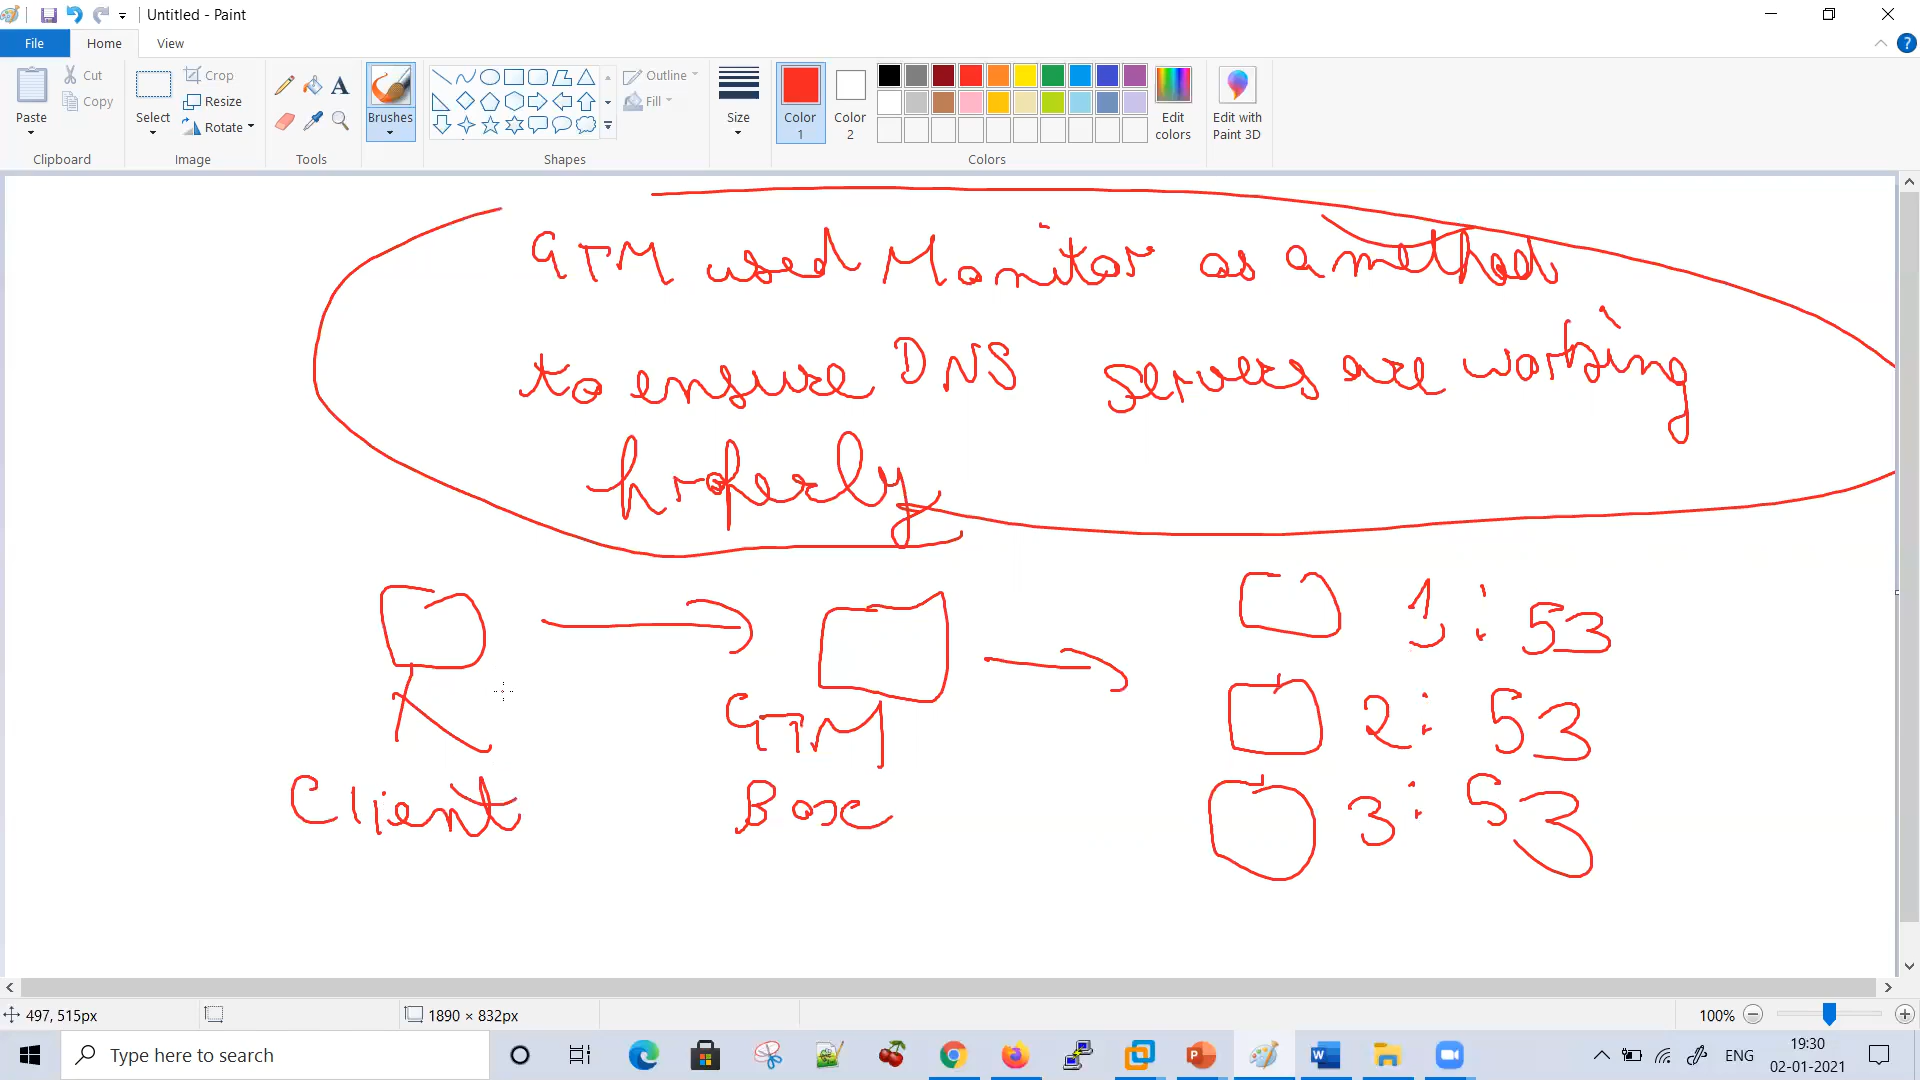 Untitled - Paint
File Home View
Paste Cut Copy Clipboard
Select Crop Resize Rotate Image
Tools
Brushes
Shapes Outline Fill
Size
Color 1 Color 2 Edit colors Colors
Edit with Paint 3D
GTM used Monitor as a method
to ensure DNS servers are working
properly
1 : 53
2 : 53
3 : 53
GTM
Client Box
497, 515px 1890 × 832px 100%
Type here to search ENG 19:30
02-01-2021